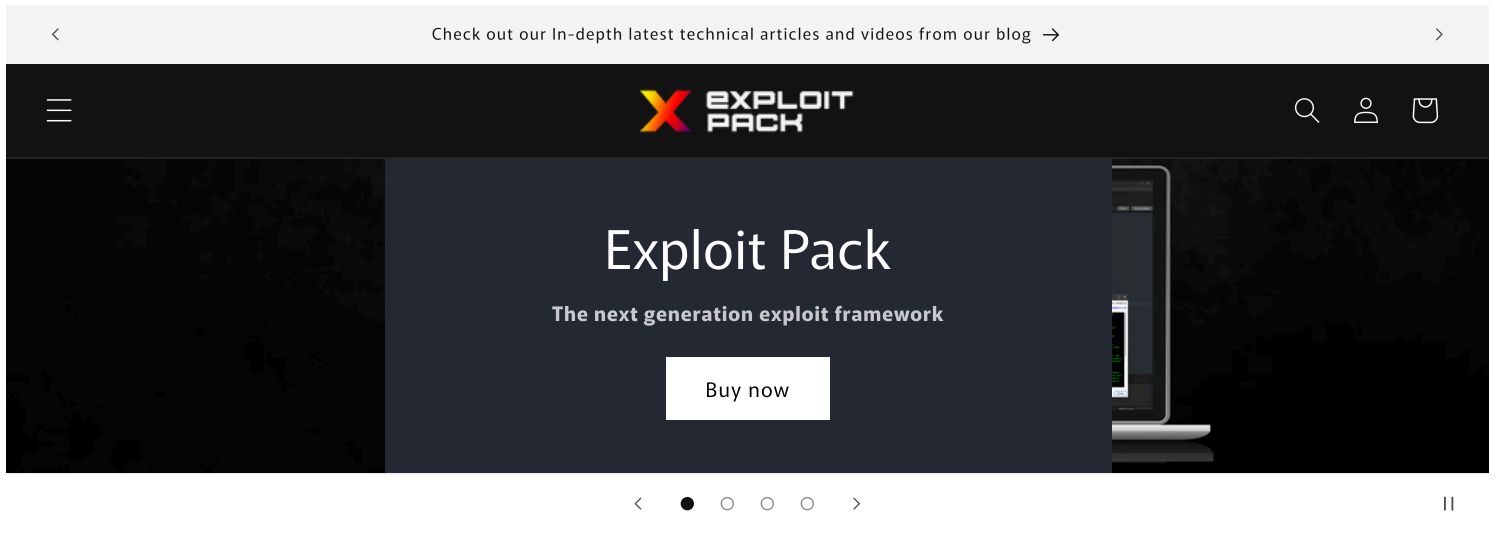 Check out our In-depth latest technical articles and videos from our blog →
EXPLOIT
PACK
Exploit Pack
The next generation exploit framework
Buy now